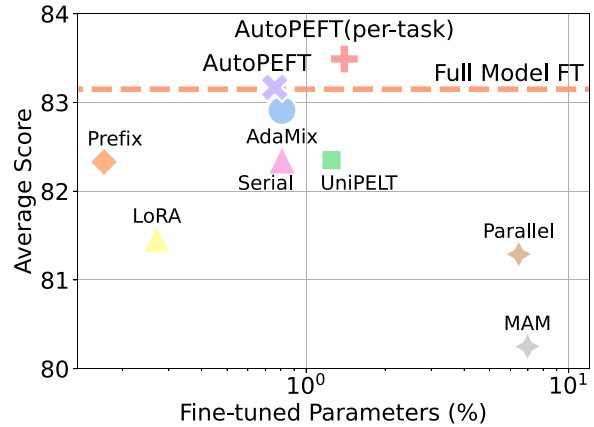 84
83
82
81
80
Average Score
AutoPEFT(per-task)
AutoPEFT
Full Model FT
AdaMix
Prefix
Serial
UniPELT
LoRA
Parallel
MAM
10⁰
10¹
Fine-tuned Parameters (%)